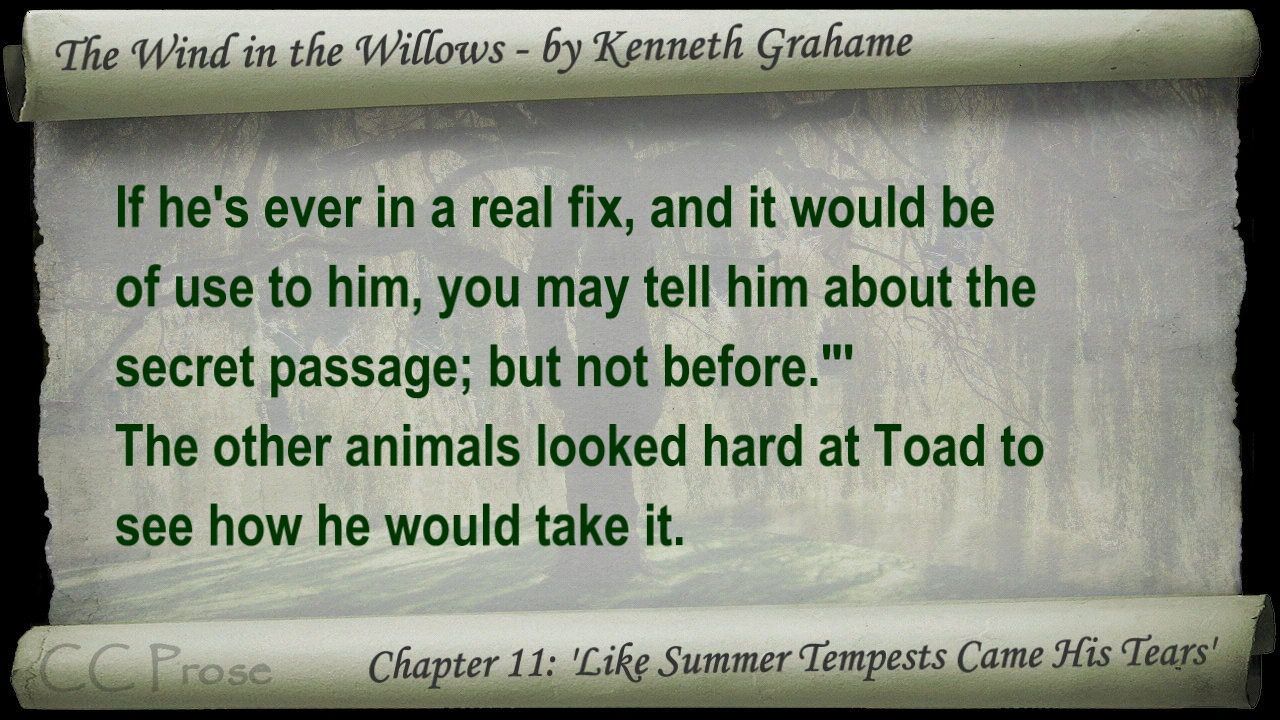 The Wind in the Willows - by Kenneth Grahame
If he's ever in a real fix, and it would be
of use to him, you may tell him about the
secret passage; but not before."'
The other animals looked hard at Toad to
see how he would take it.
CC Prose
Chapter 11: 'Like Summer Tempests Came His Tears'